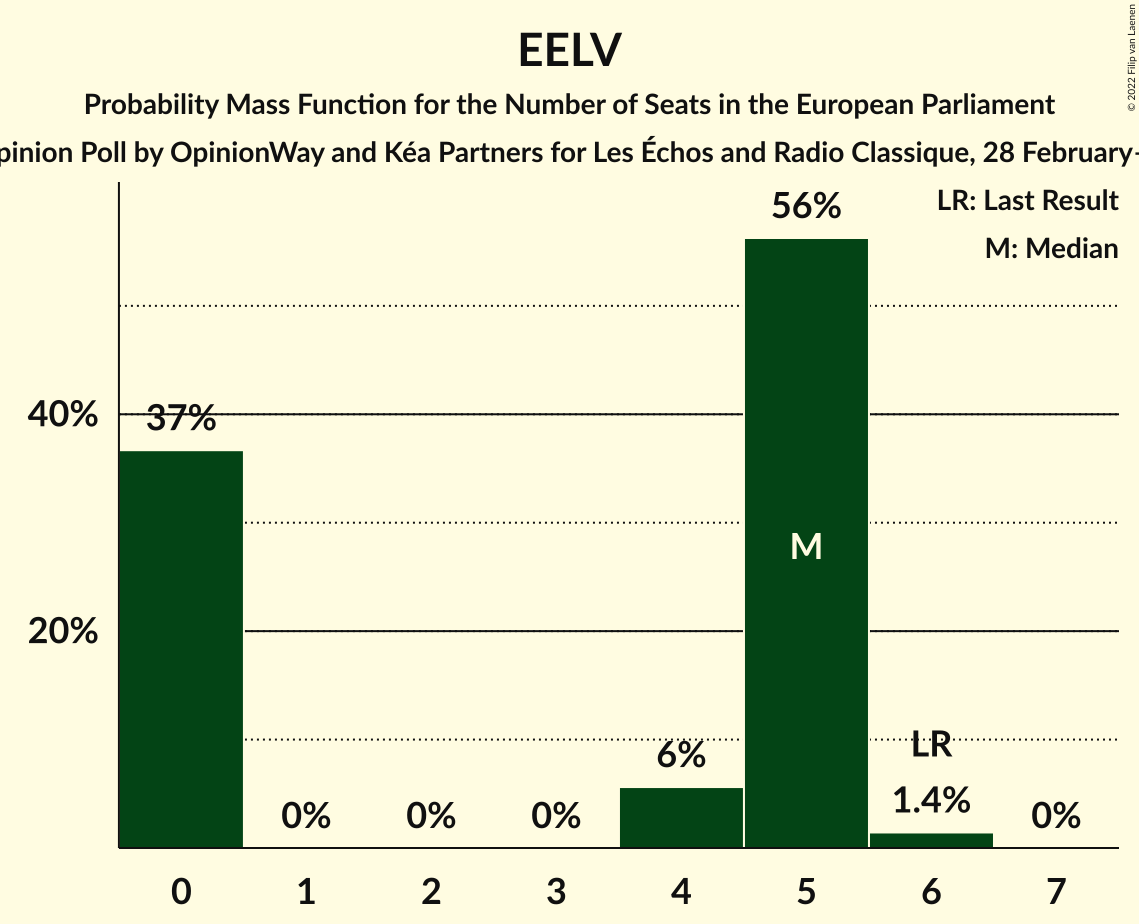 EELV
Probability Mass Function for the Number of Seats in the European Parliament
pinion Poll by OpinionWay and Kéa Partners for Les Échos and Radio Classique, 28 February–
© 2022 Filip van Laenen
LR: Last Result
M: Median
56%
40%
37%
M
20%
6%
LR
1.4%
0%
0%
0%
0%
0 1 2 3 4 5 6 7